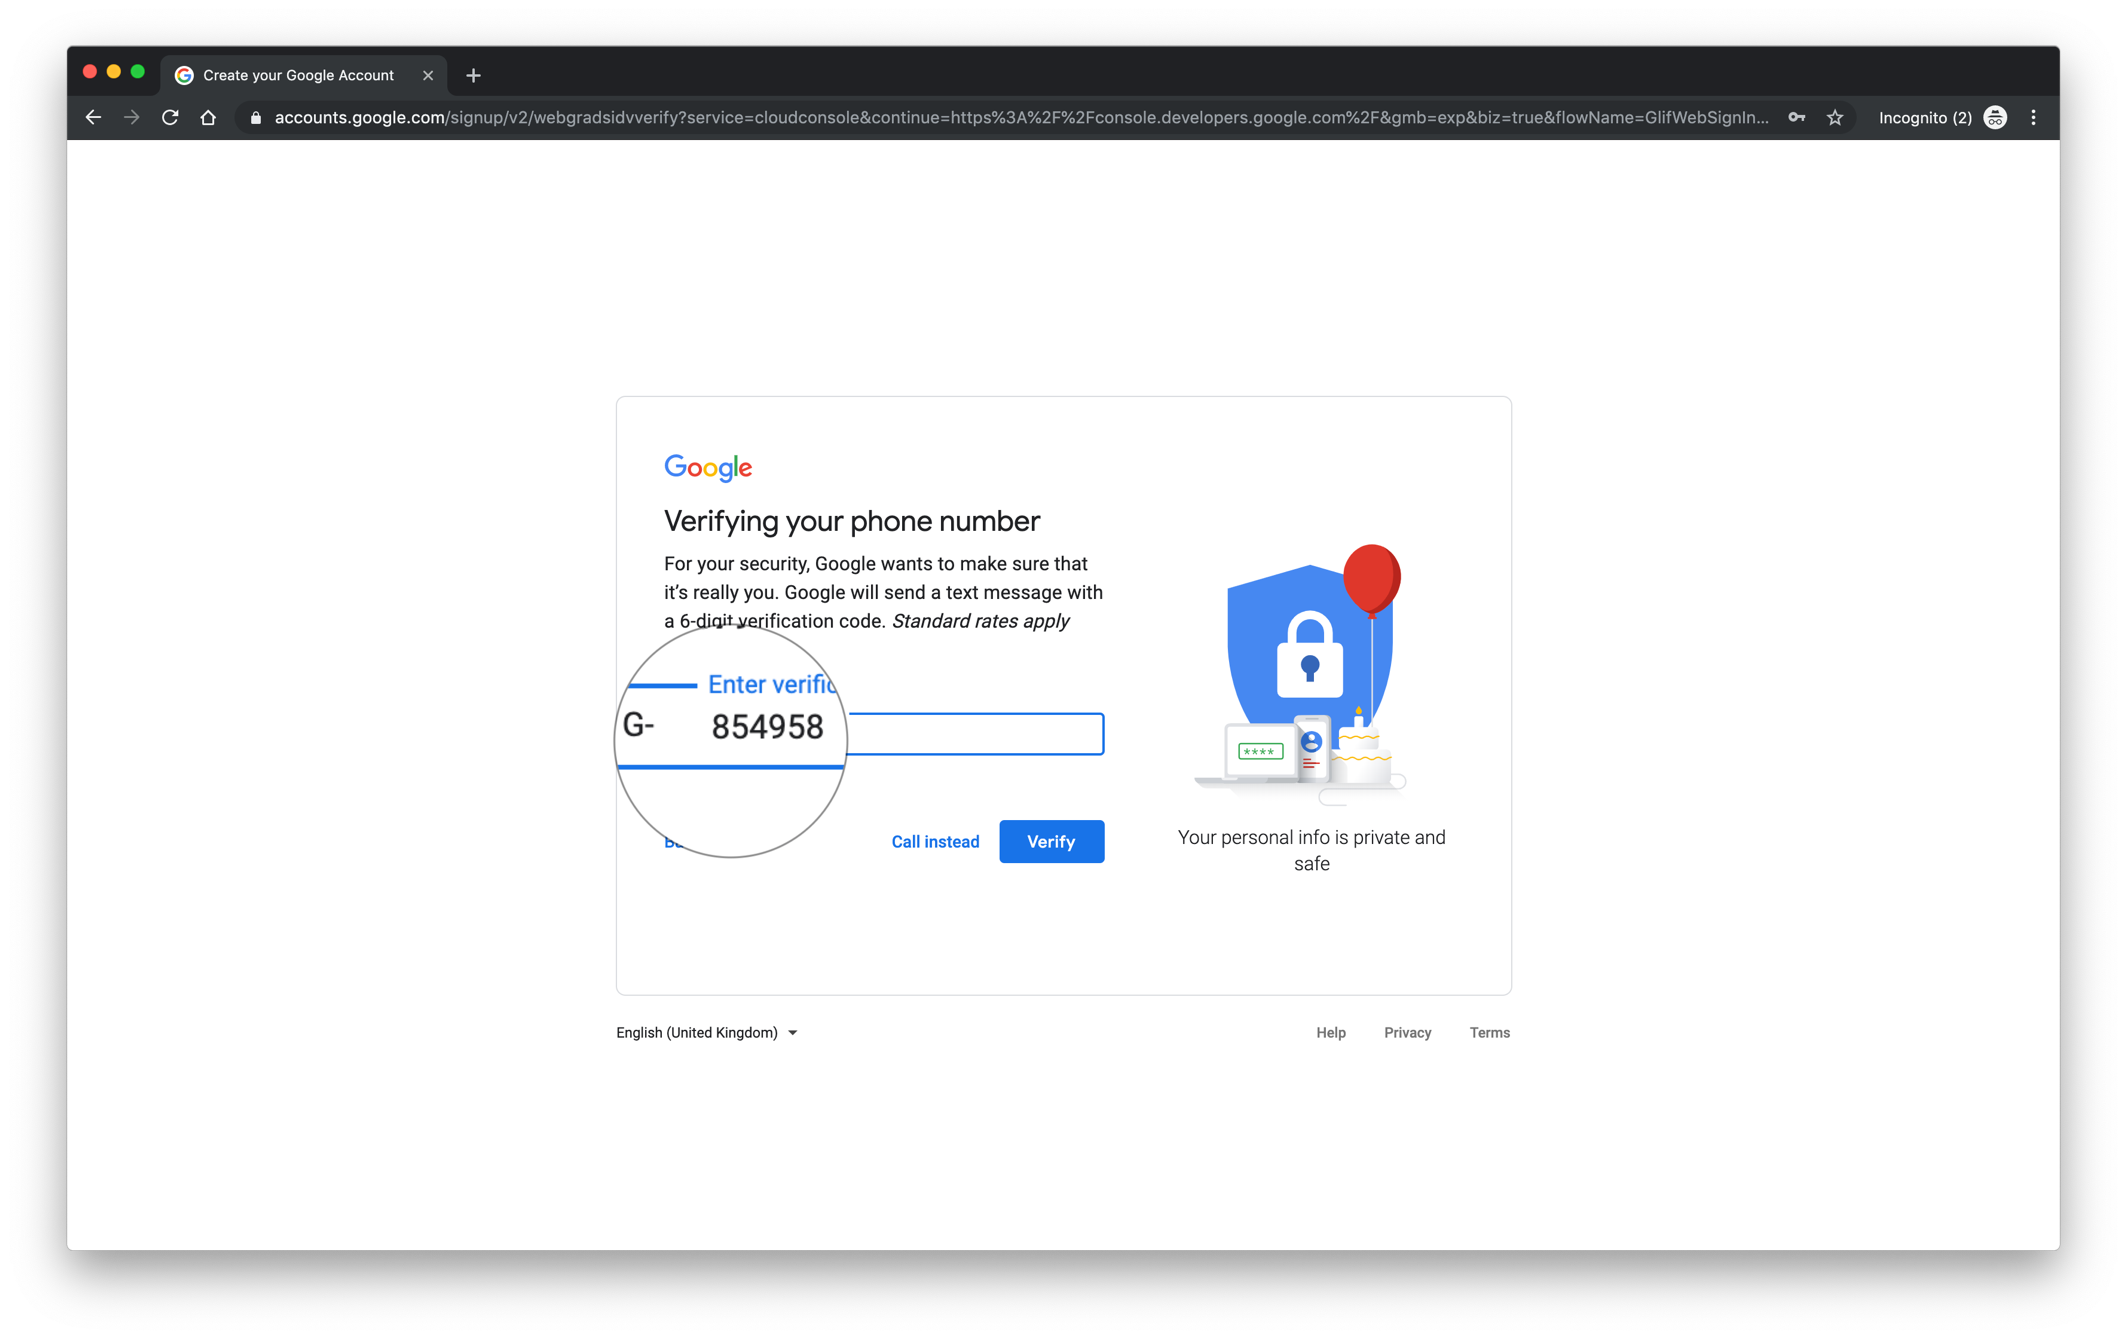 Create your Google Account
accounts.google.com/signup/v2/webgradsidvverify?service=cloudconsole&continue=https%3A%2F%2Fconsole.developers.google.com%2F&gmb=exp&biz=true&flowName=GlifWebSignIn...
Incognito (2)
Google
Verifying your phone number
For your security, Google wants to make sure that
it's really you. Google will send a text message with
a 6-digit verification code. Standard rates apply
Enter verific
G- 854958
Call instead
Verify
****
Your personal info is private and
safe
English (United Kingdom)
Help
Privacy
Terms